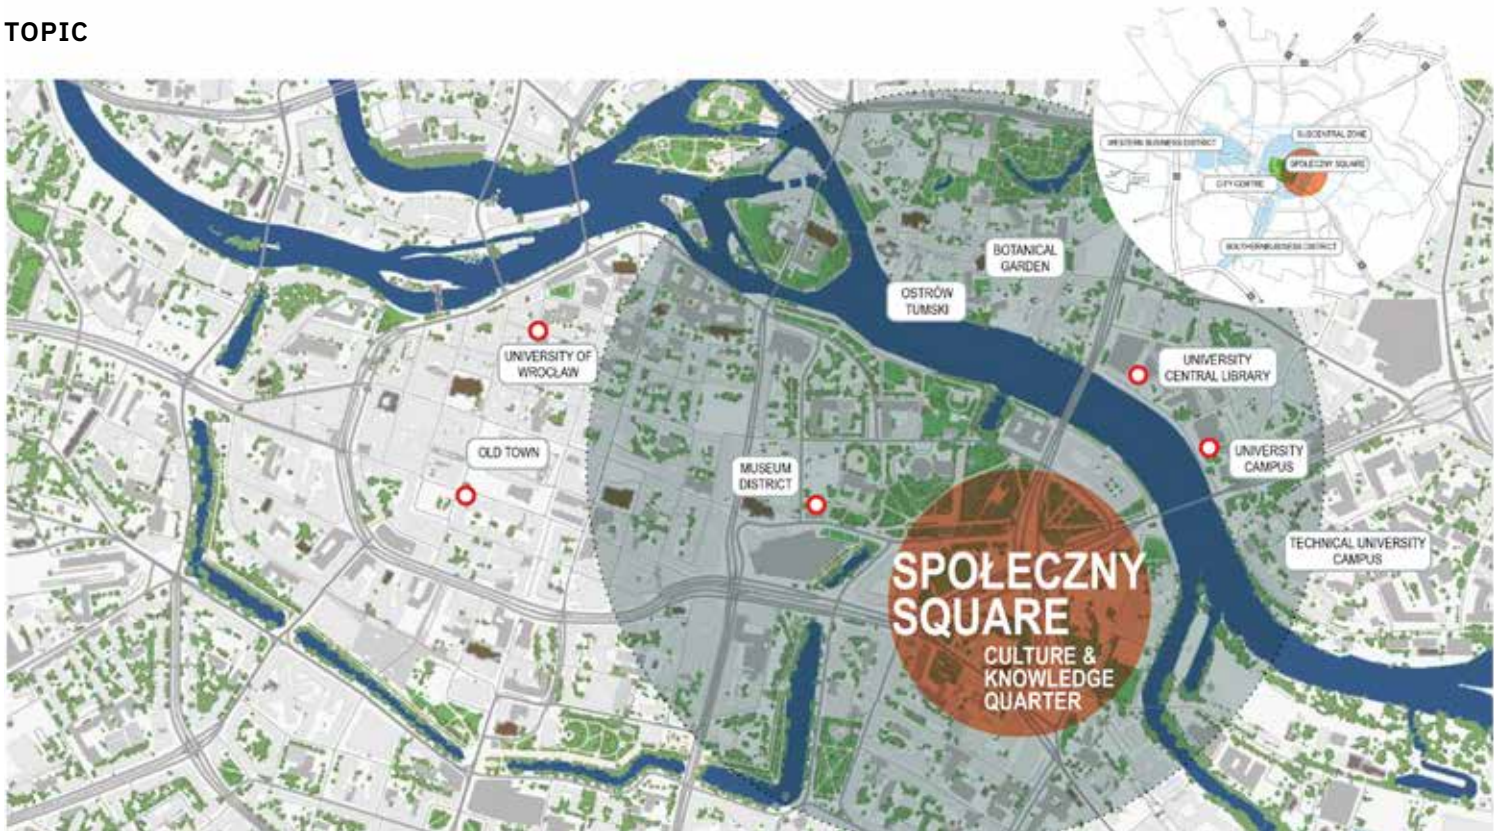 TOPIC
WESTERN BUSINESS DISTRICT
SUBCENTRAL ZONE
SPOŁECZNY SQUARE
CITY CENTRE
SOUTHERN BUSINESS DISTRICT
BOTANICAL
GARDEN
OSTRÓW
TUMSKI
UNIVERSITY OF
WROCŁAW
UNIVERSITY
CENTRAL LIBRARY
OLD TOWN
MUSEUM
DISTRICT
UNIVERSITY
CAMPUS
TECHNICAL UNIVERSITY
CAMPUS
SPOŁECZNY
SQUARE
CULTURE &
KNOWLEDGE
QUARTER